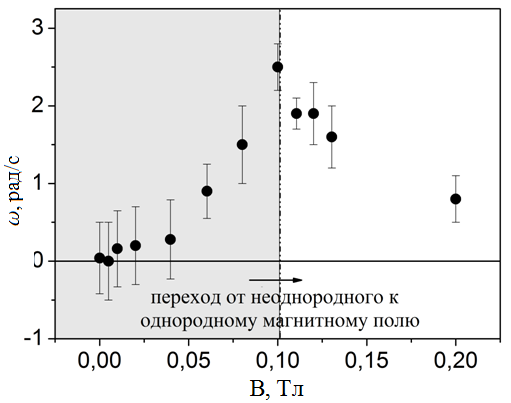 3
2
1
0
-1
ω, рад/с
переход от неоднородного к
однородному магнитному полю
0,00 0,05 0,10 0,15 0,20
B, Тл